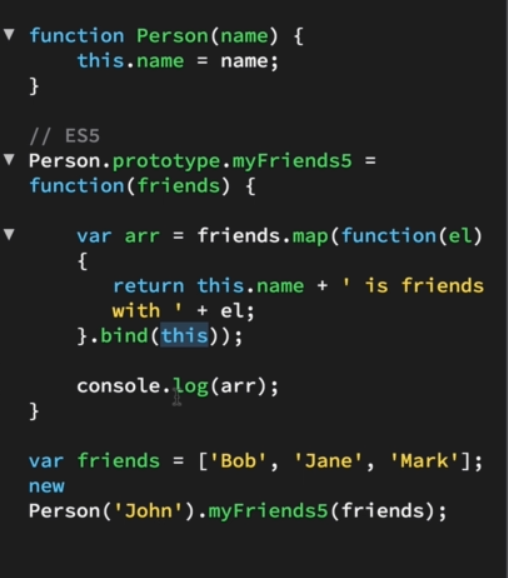 function Person(name) {
this.name = name;
}
// ES5
Person.prototype.myFriends5 =
function(friends) {
var arr = friends.map(function(el)
{
return this.name + ' is friends
with ' + el;
}.bind(this));
console.log(arr);
}
var friends = ['Bob', 'Jane', 'Mark'];
new
Person('John').myFriends5(friends);